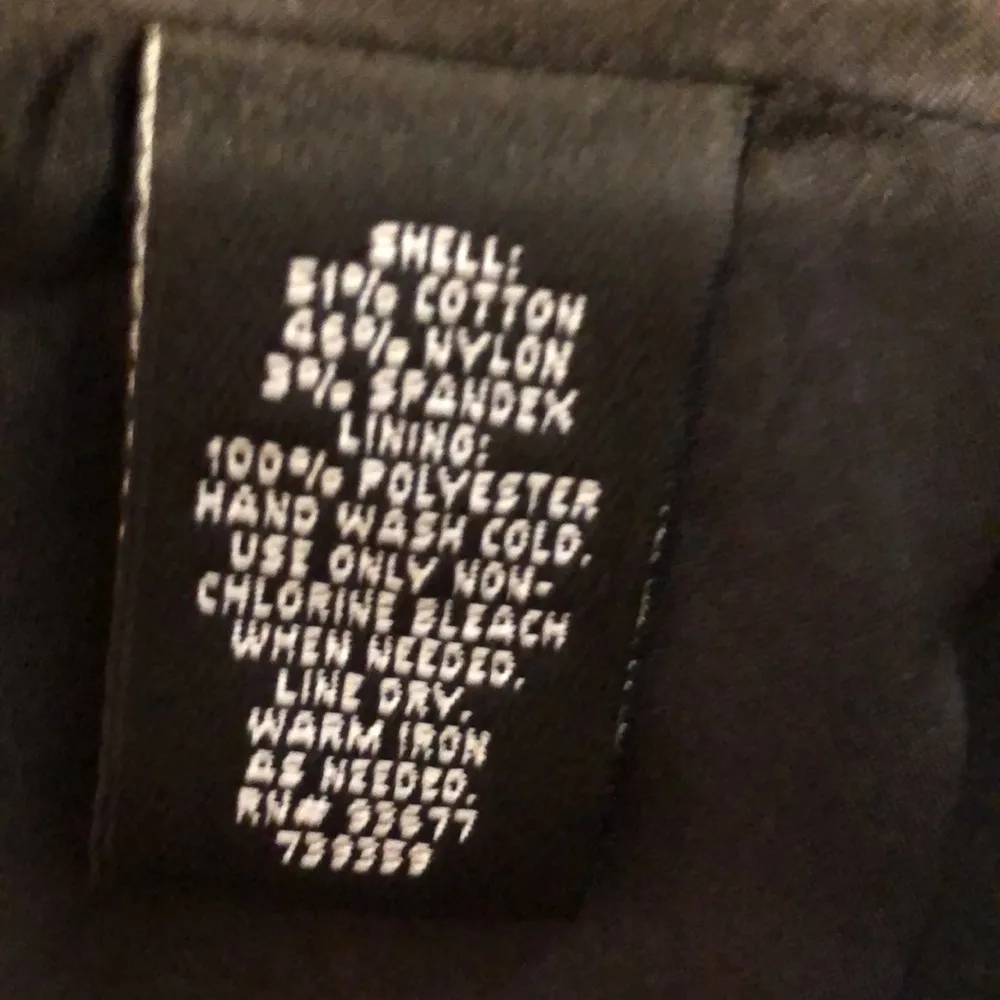 SHELL:
51% COTTON
46% NYLON
3% SPANDEX
LINING:
100% POLYESTER
HAND WASH COLD.
USE ONLY NON-
CHLORINE BLEACH
WHEN NEEDED.
LINE DRY.
WARM IRON
AS NEEDED.
RN# 93677
739359